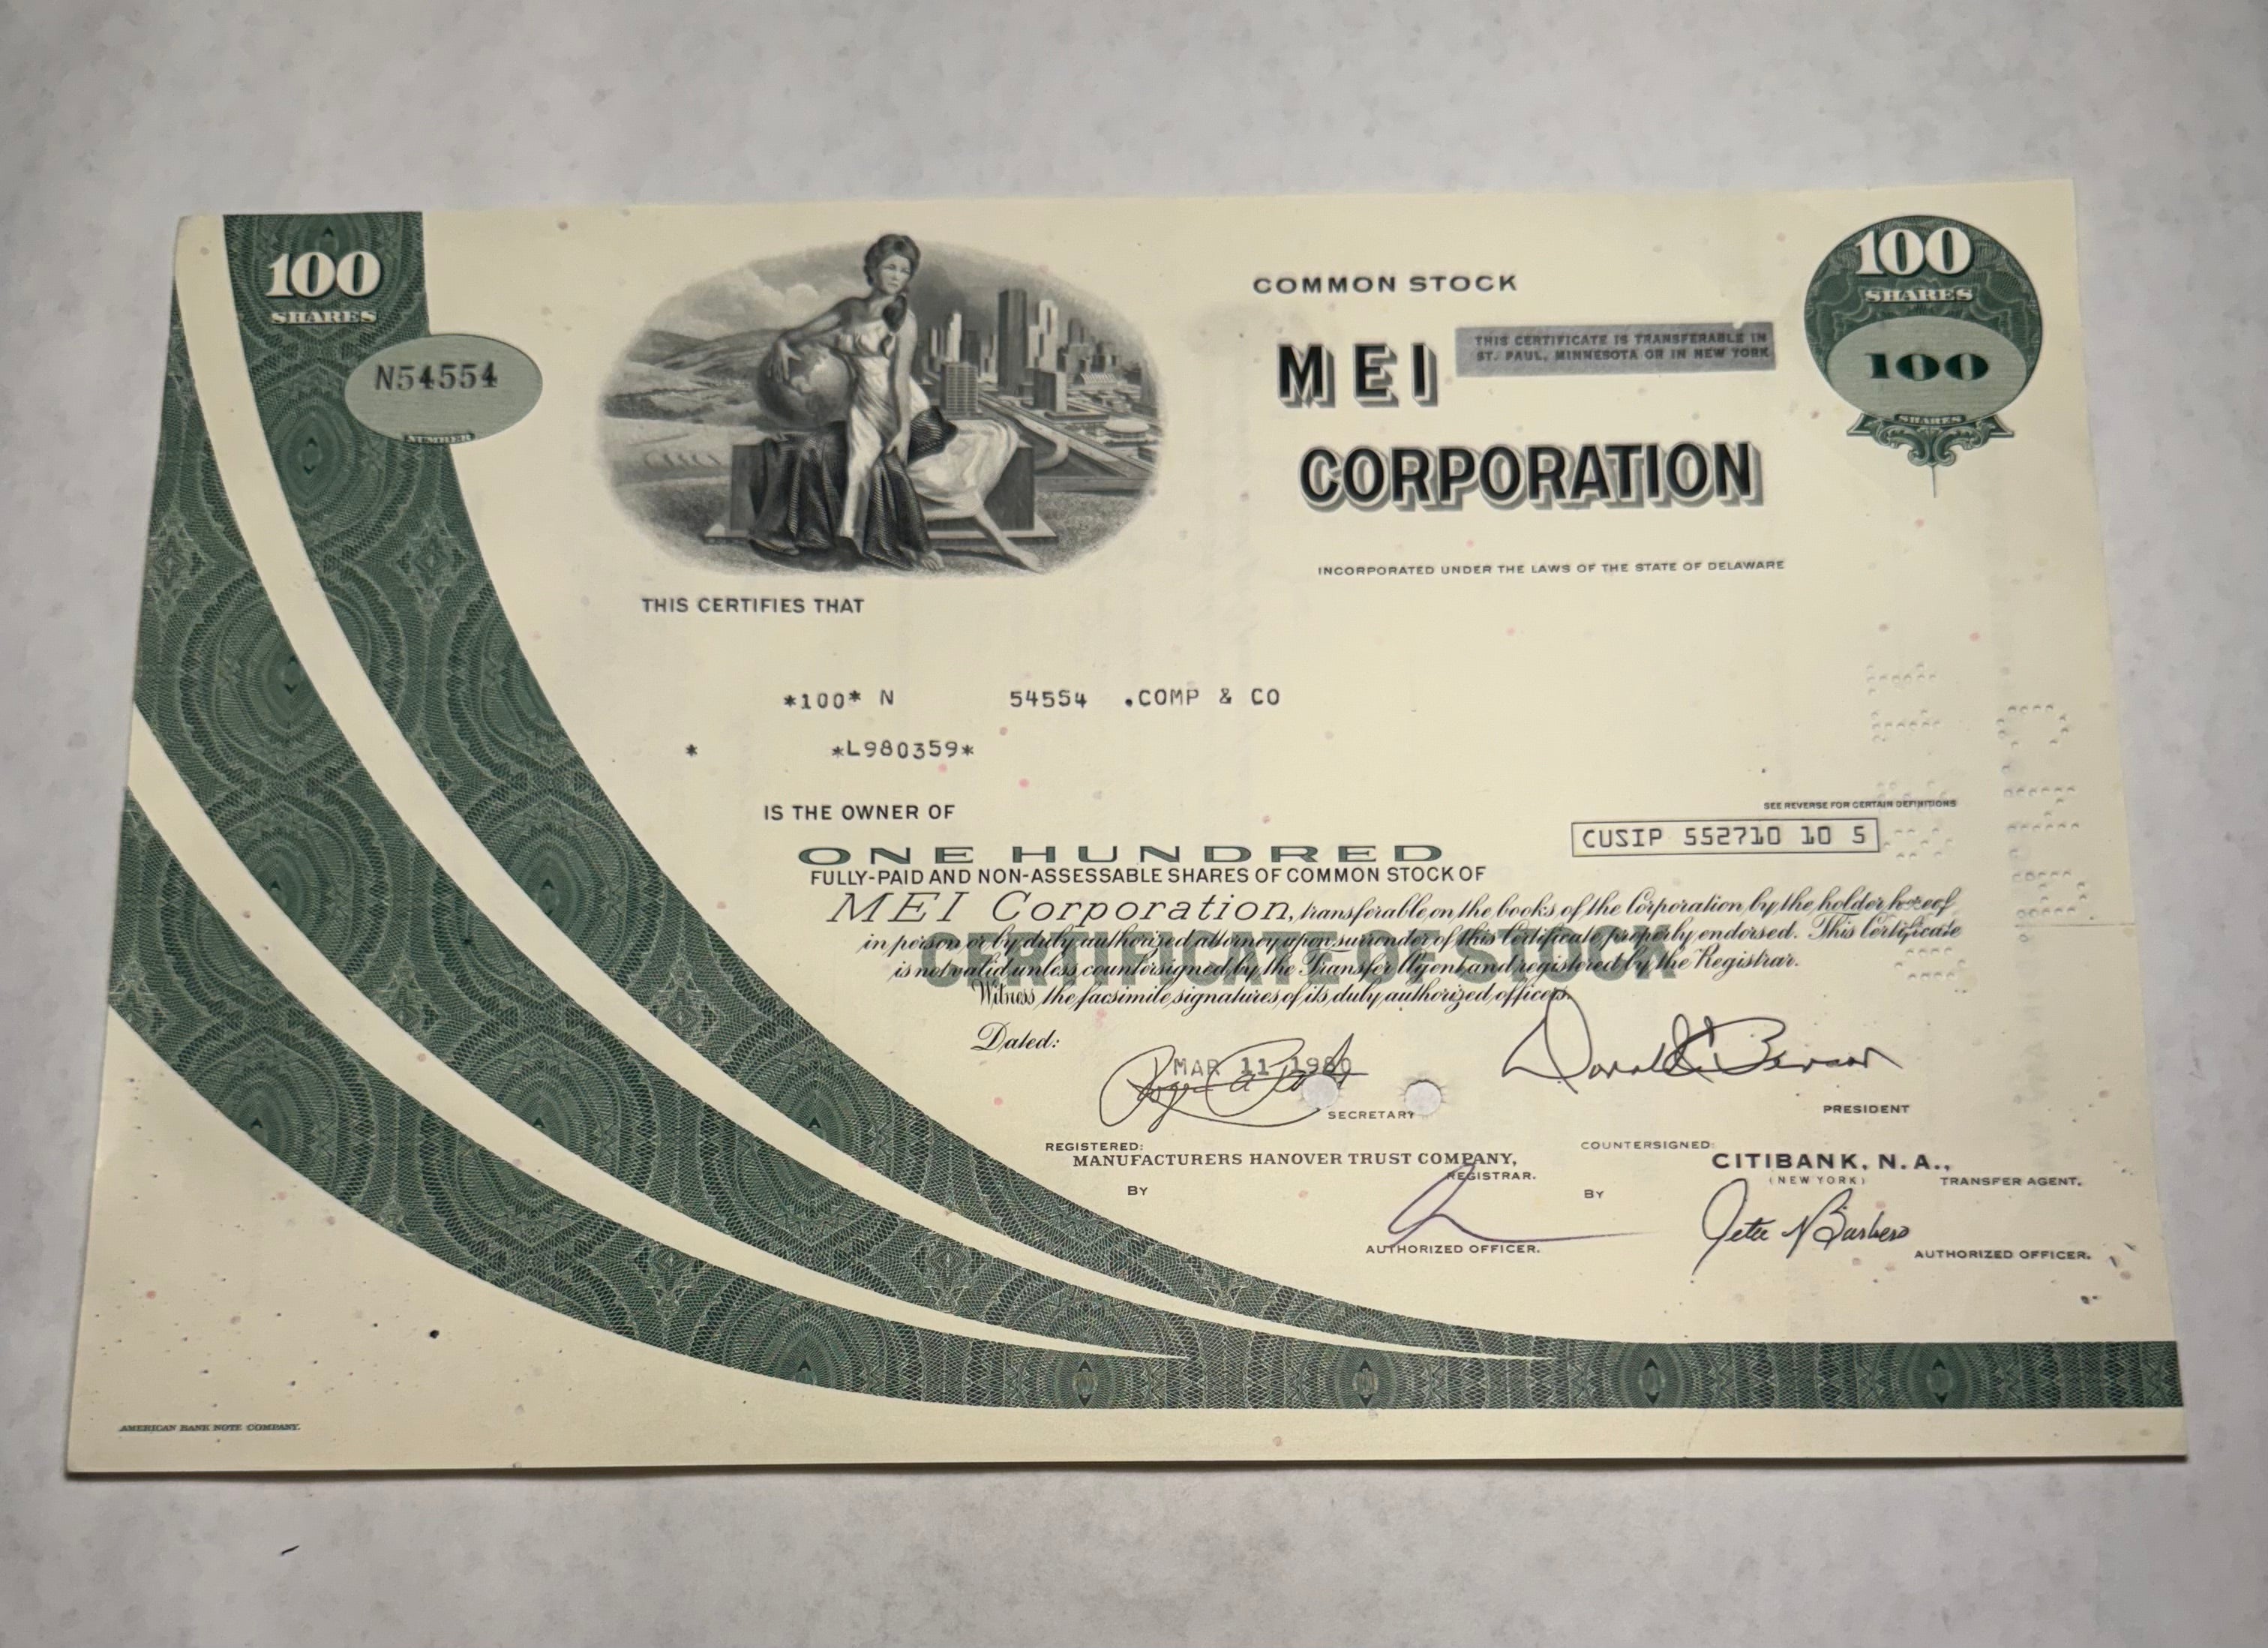 100
SHARES
N54554
NUMBER
COMMON STOCK
MEI
THIS CERTIFICATE IS TRANSFERABLE IN
ST. PAUL, MINNESOTA OR IN NEW YORK
CORPORATION
INCORPORATED UNDER THE LAWS OF THE STATE OF DELAWARE
100
SHARES
100
SHARES
THIS CERTIFIES THAT
*100* N 54554 .COMP & CO
* *L980359*
IS THE OWNER OF
SEE REVERSE FOR CERTAIN DEFINITIONS
CUSIP 552710 10 5
ONE HUNDRED
FULLY-PAID AND NON-ASSESSABLE SHARES OF COMMON STOCK OF
MEI Corporation, transferable on the books of the Corporation by the holder hereof
in person or by duly authorized attorney upon surrender of this Certificate properly endorsed. This Certificate
is not valid unless countersigned by the Transfer Agent and registered by the Registrar.
CERTIFICATE OF STOCK
Witness the facsimile signatures of its duly authorized officers.
Dated:
MAR 11 1980
SECRETARY
Donald E Benson
PRESIDENT
REGISTERED:
MANUFACTURERS HANOVER TRUST COMPANY,
REGISTRAR.
BY
AUTHORIZED OFFICER.
COUNTERSIGNED:
CITIBANK, N.A.,
(NEW YORK)
TRANSFER AGENT.
BY
Peter N Barbero
AUTHORIZED OFFICER.
AMERICAN BANK NOTE COMPANY.